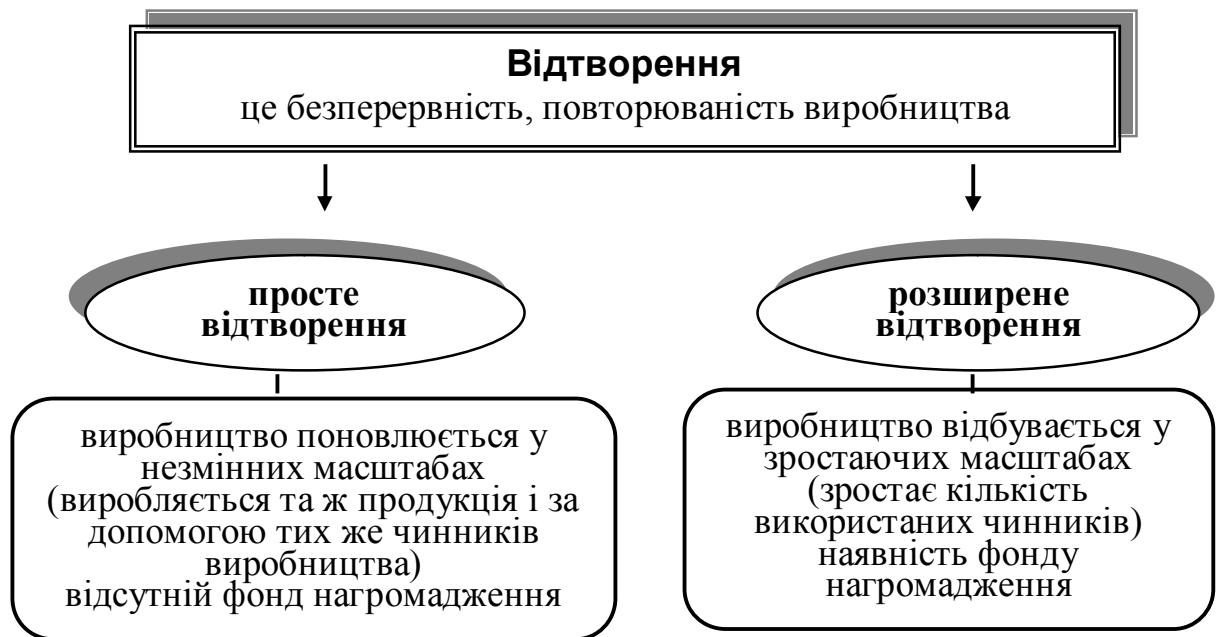 Відтворення
це безперервність, повторюваність виробництва
просте
відтворення
розширене
відтворення
виробництво поновлюється у
незмінних масштабах
(виробляється та ж продукція і за
допомогою тих же чинників
виробництва)
відсутній фонд нагромадження
виробництво відбувається у
зростаючих масштабах
(зростає кількість
використаних чинників)
наявність фонду
нагромадження